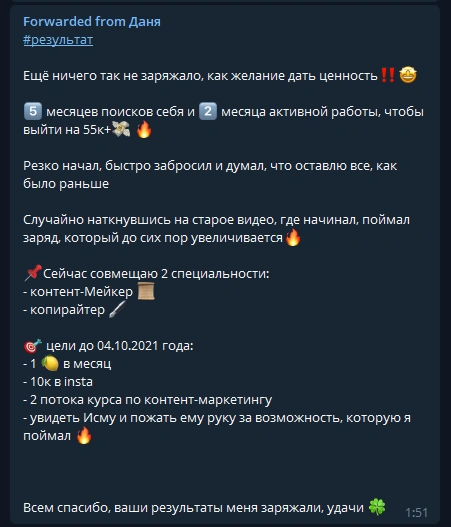 Forwarded from Даня
#результат
Ещё ничего так не заряжало, как желание дать ценность‼️🤩
5️⃣ месяцев поисков себя и 2️⃣ месяца активной работы, чтобы
выйти на 55к+💸 🔥
Резко начал, быстро забросил и думал, что оставлю все, как
было раньше
Случайно наткнувшись на старое видео, где начинал, поймал
заряд, который до сих пор увеличивается🔥
📌Сейчас совмещаю 2 специальности:
- контент-Мейкер 📜
- копирайтер 🖌
🎯 цели до 04.10.2021 года:
- 1 🍋 в месяц
- 10к в insta
- 2 потока курса по контент-маркетингу
- увидеть Исму и пожать ему руку за возможность, которую я
поймал 🔥
Всем спасибо, ваши результаты меня заряжали, удачи 🍀
1:51